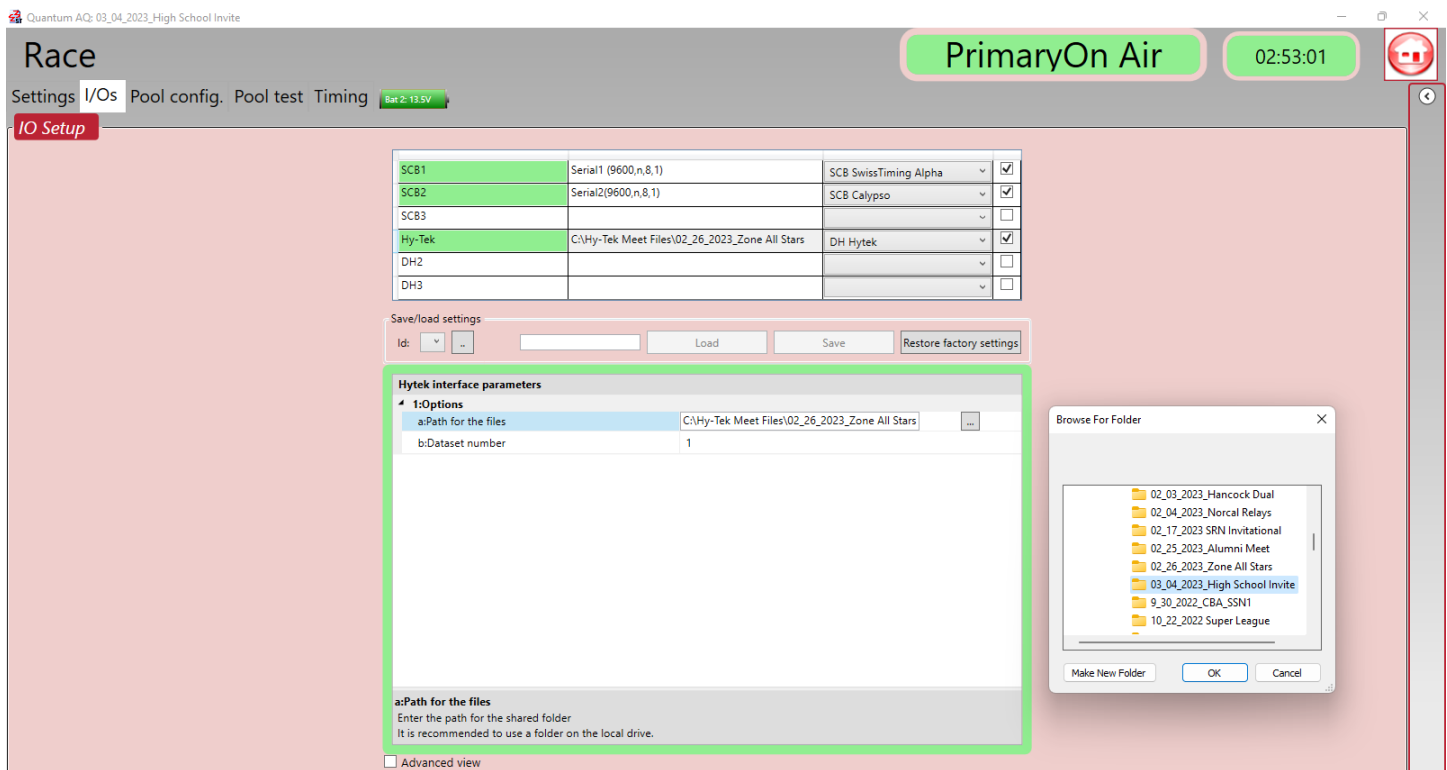 Quantum AQ: 03_04_2023_High School Invite
Race
PrimaryOn Air
02:53:01
Settings I/Os Pool config. Pool test Timing Bat 2: 13.5V
IO Setup
SCB1 Serial1 (9600,n,8,1) SCB SwissTiming Alpha
SCB2 Serial2(9600,n,8,1) SCB Calypso
SCB3
Hy-Tek C:\Hy-Tek Meet Files\02_26_2023_Zone All Stars DH Hytek
DH2
DH3
Save/load settings
Id: .. Load Save Restore factory settings
Hytek interface parameters
1:Options
a:Path for the files C:\Hy-Tek Meet Files\02_26_2023_Zone All Stars ...
b:Dataset number 1
a:Path for the files
Enter the path for the shared folder
It is recommended to use a folder on the local drive.
Advanced view
Browse For Folder
02_03_2023_Hancock Dual
02_04_2023_Norcal Relays
02_17_2023 SRN Invitational
02_25_2023_Alumni Meet
02_26_2023_Zone All Stars
03_04_2023_High School Invite
9_30_2022_CBA_SSN1
10_22_2022 Super League
Make New Folder OK Cancel